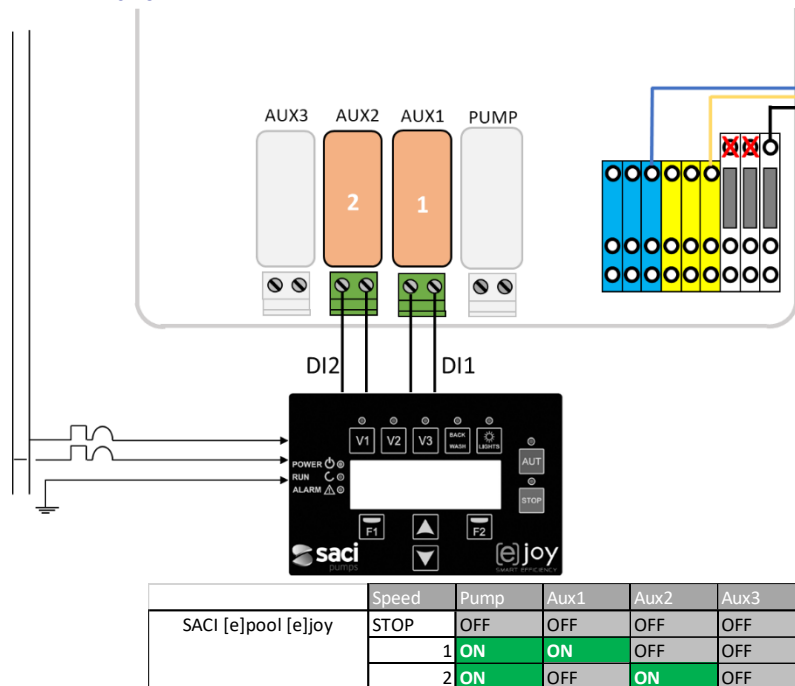 AUX3 AUX2 AUX1 PUMP
2 1
DI2 DI1
V1 V2 V3 BACK WASH LIGHTS
AUT
POWER
RUN
ALARM
STOP
F1 F2
saci
pumps
[e]joy
SMART EFFICIENCY
Speed Pump Aux1 Aux2 Aux3
SACI [e]pool [e]joy STOP OFF OFF OFF OFF
1 ON ON OFF OFF
2 ON OFF ON OFF